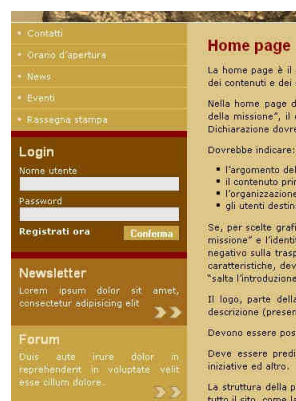 • Contatti
• Orario d'apertura
• News
• Eventi
• Rassegna stampa
Login
Nome utente
Password
Registrati ora Conferma
Newsletter
Lorem ipsum dolor sit amet,
consectetur adipisicing elit
Forum
Duis aute irure dolor in
reprehenderit in voluptate velit
esse cillum dolore.
Home page
La home page è il
dei contenuti e dei
Nella home page d
della missione", il
Dichiarazione dovre
Dovrebbe indicare:
• l'argomento del
• il contenuto prin
• l'organizzazione
• gli utenti destin
Se, per scelte grafi
missione" e l'identi
negativo sulla trasp
caratteristiche, dev
"salta l'introduzione
Il logo, parte della
descrizione (presen
Devono essere pos
Deve essere predi
iniziative ed altro.
La struttura della p
tutto il sito, come la